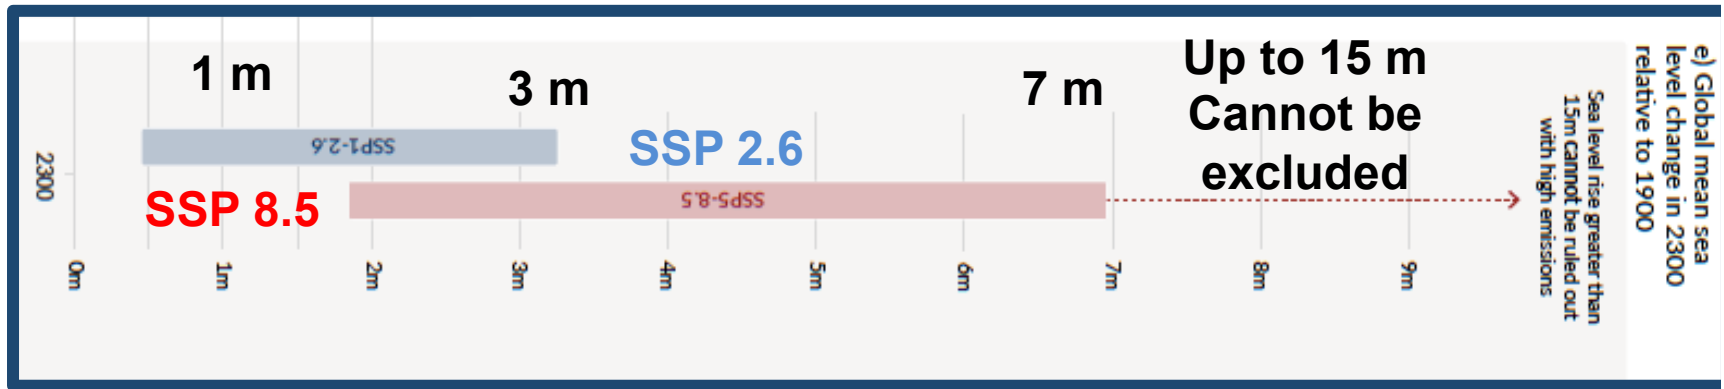 1 m
3 m
7 m
Up to 15 m
Cannot be
excluded
SSP1-2.6
SSP 2.6
SSP 8.5
SSP5-8.5
2300
0m
1m
2m
3m
4m
5m
6m
7m
8m
9m
Sea level rise greater than
15m cannot be ruled out
with high emissions
e) Global mean sea
level change in 2300
relative to 1900